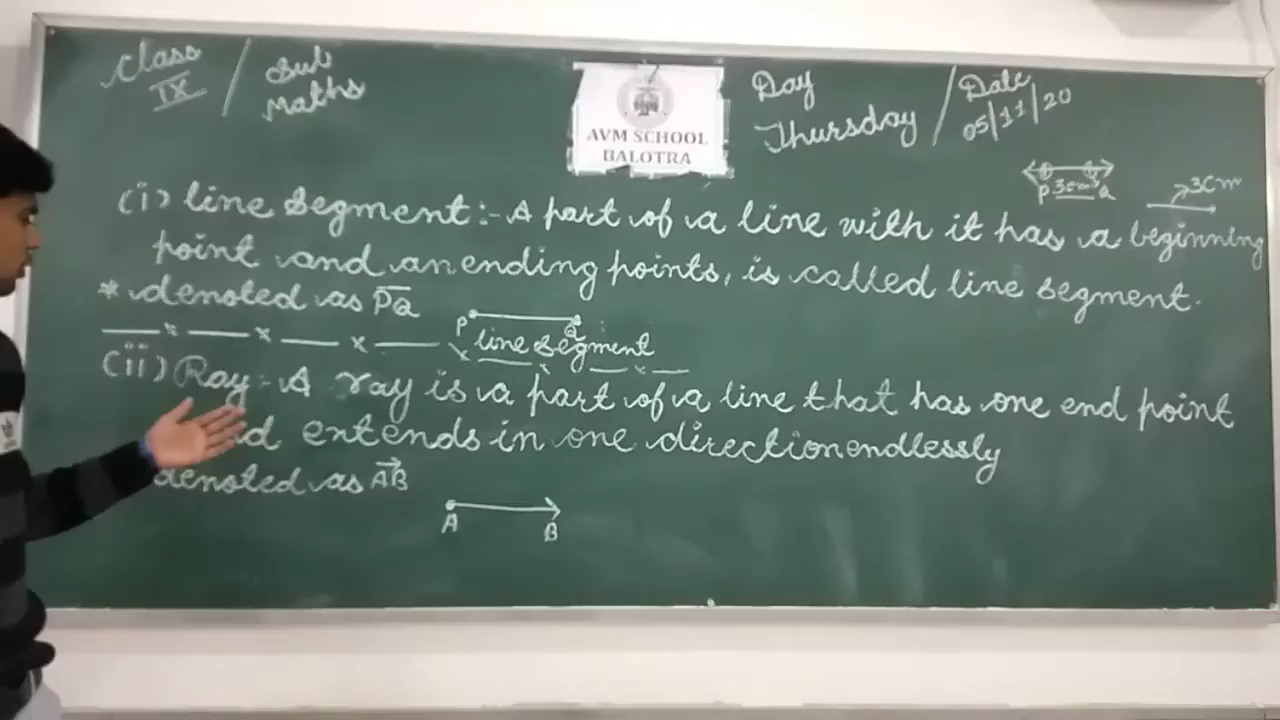 Class
IX
Sub
Maths
AVM SCHOOL
BALOTRA
Day
Thursday
Date
05/11/20
P 3cm Q
3cm
(i) line segment:- A part of a line with it has a beginning
point and an ending points, is called line segment.
* denoted as PQ
P Q
line segment
(ii) Ray:- A ray is a part of a line that has one end point
extends in one direction endlessly
denoted as AB
A B